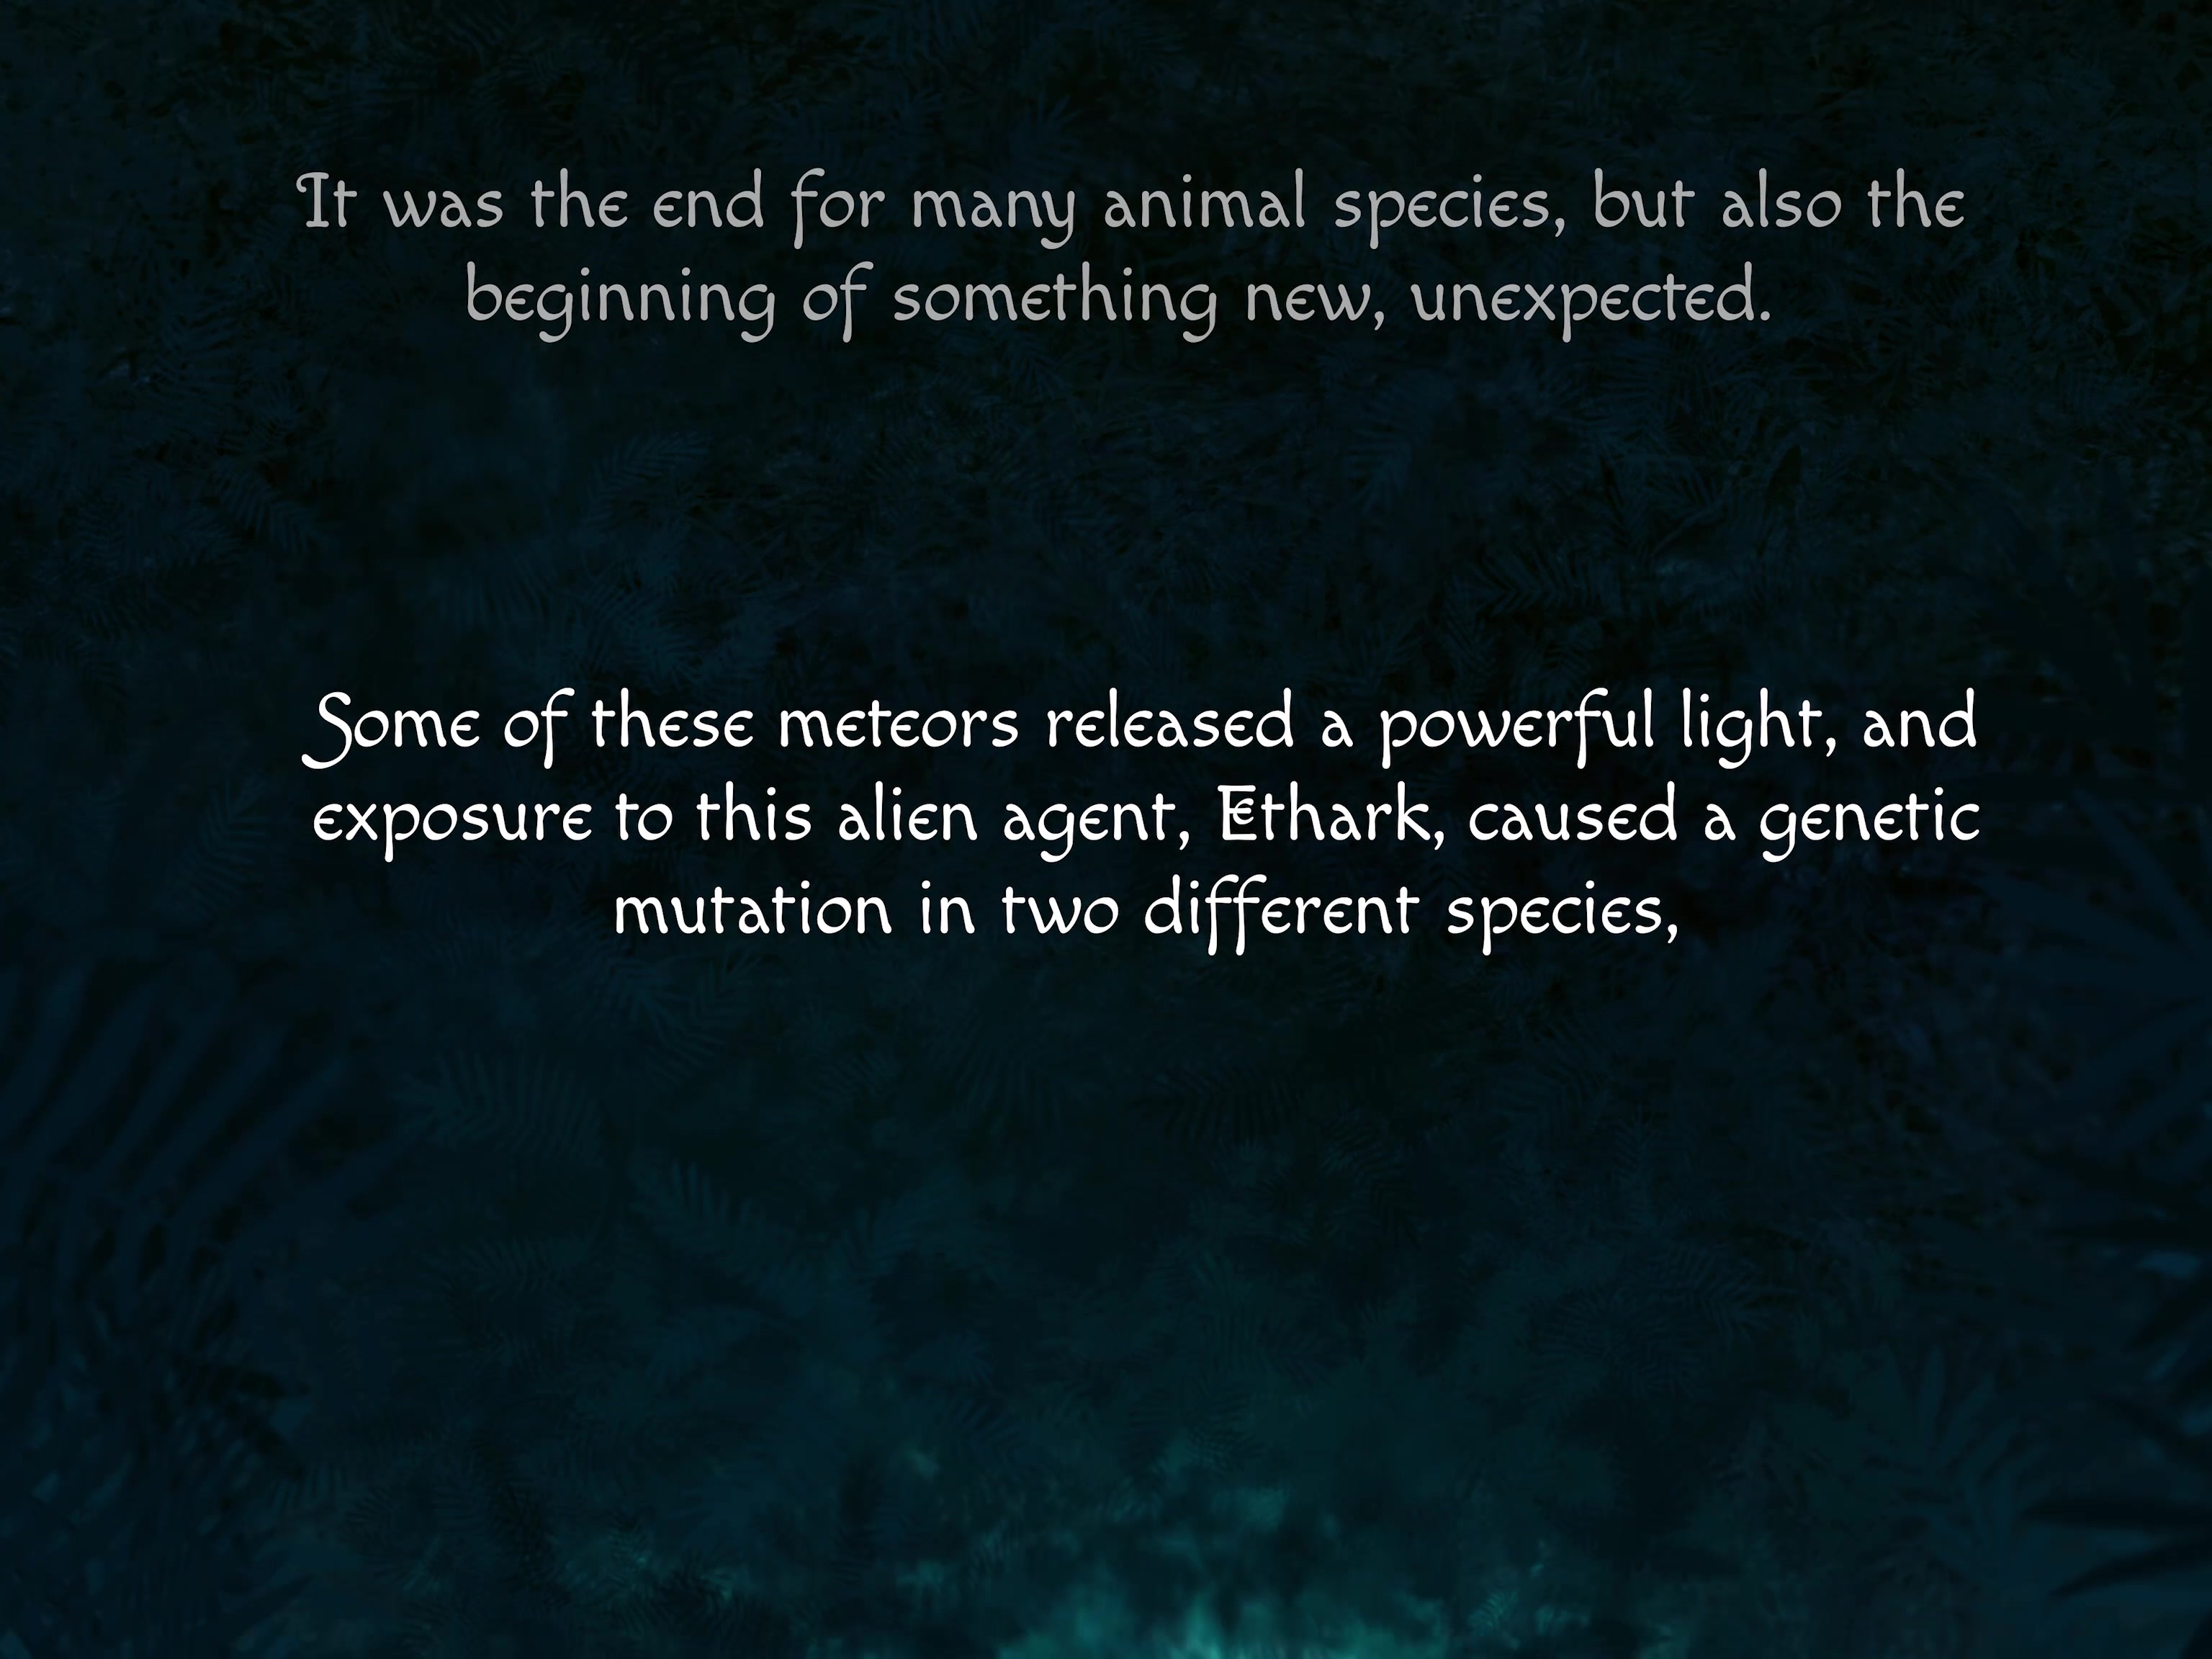 It was the end for many animal species, but also the
beginning of something new, unexpected.
Some of these meteors released a powerful light, and
exposure to this alien agent, Ethark, caused a genetic
mutation in two different species,